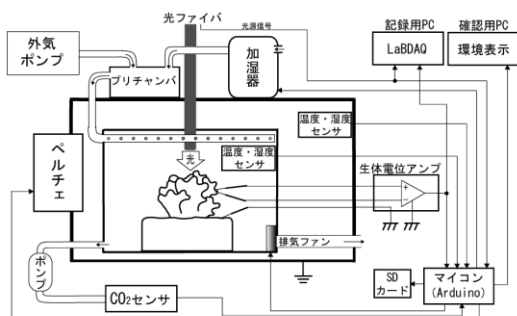 光ファイバ
光源信号
外気
ポンプ
プリチャンバ
加湿器
記録用PC
LaBDAQ
確認用PC
環境表示
温度・湿度
センサ
温度・湿度
センサ
光
ペルチェ
生体電位アンプ
+
−
排気ファン
ポンプ
CO₂センサ
SD
カード
マイコン
(Arduino)